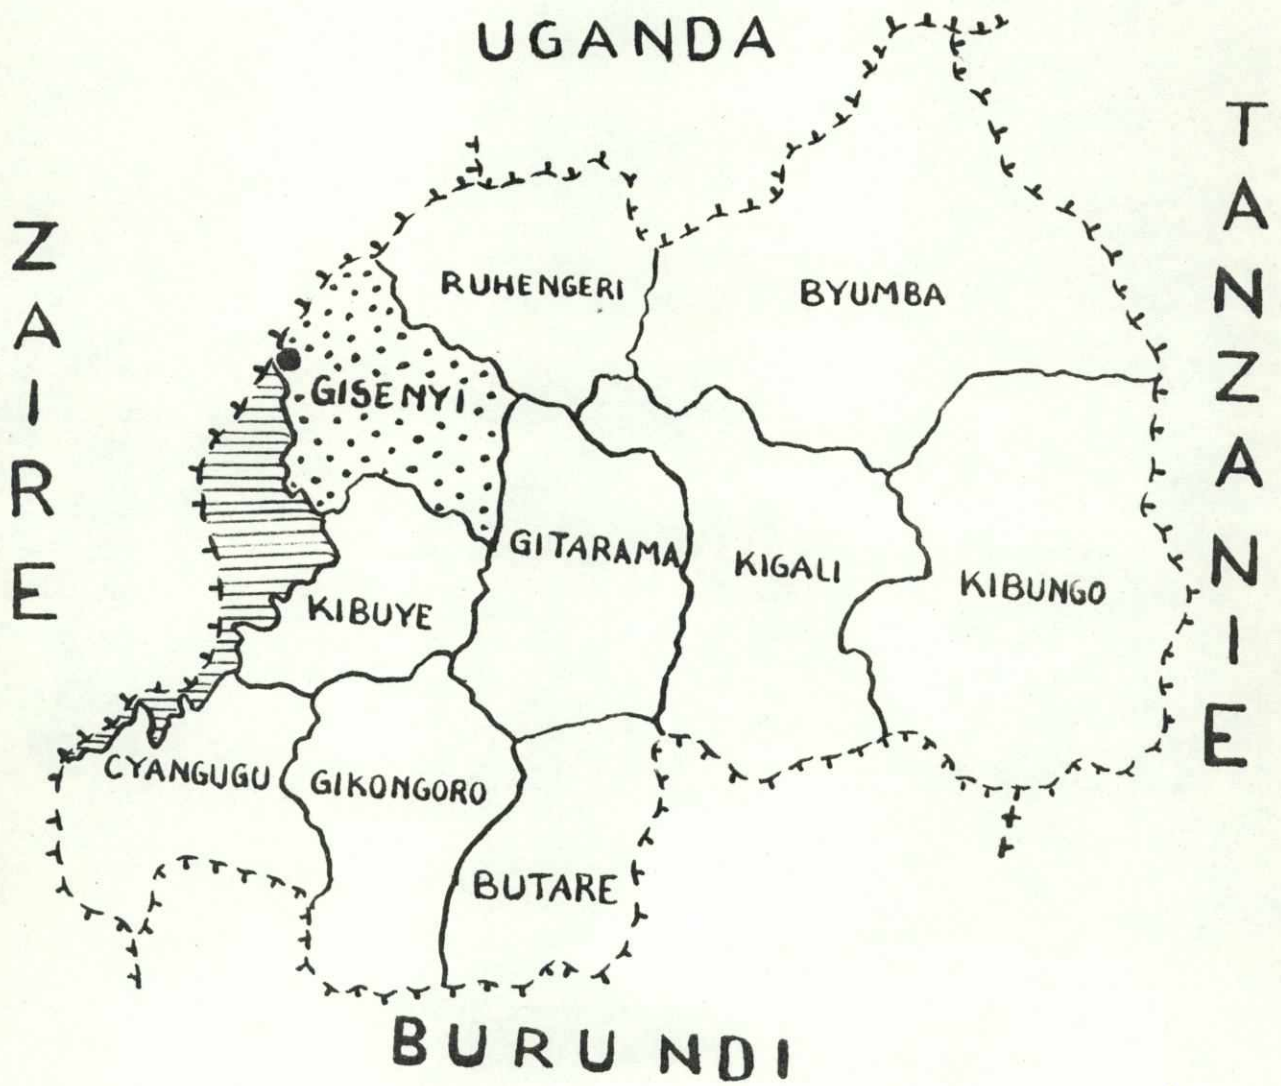 UGANDA
TANZANIE
ZAIRE
RUHENGERI
BYUMBA
GISENYI
GITARAMA
KIGALI
KIBUNGO
KIBUYE
CYANGUGU
GIKONGORO
BUTARE
BURUNDI